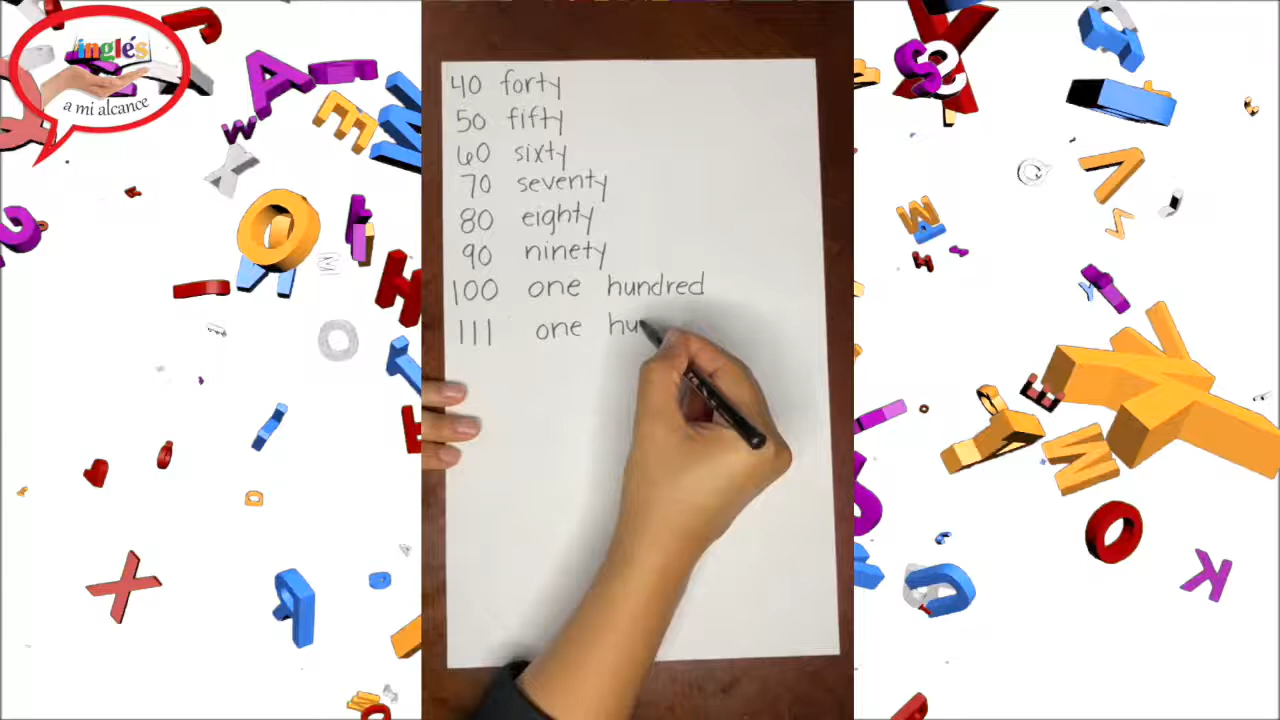 inglés
a mi alcance
40 forty
50 fifty
60 sixty
70 seventy
80 eighty
90 ninety
100 one hundred
111 one hu